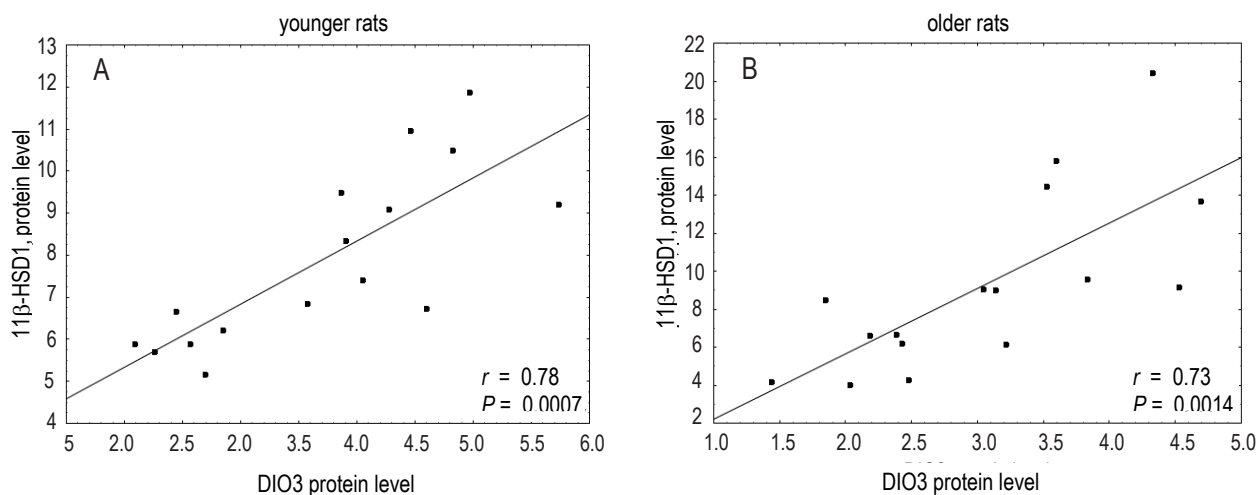 younger rats
A
13
12
11
10
9
8
7
6
5
4
11β-HSD1, protein level
r = 0.78
P = 0.0007
5 2.0 2.5 2.0 3.5 4.0 4.5 5.0 5.5 6.0
DIO3 protein level
older rats
B
22
20
18
16
14
12
10
8
6
4
2
11β-HSD1, protein level
r = 0.73
P = 0.0014
1.0 1.5 2.0 2.5 3.0 3.5 4.0 4.5 5.0
DIO3 protein level